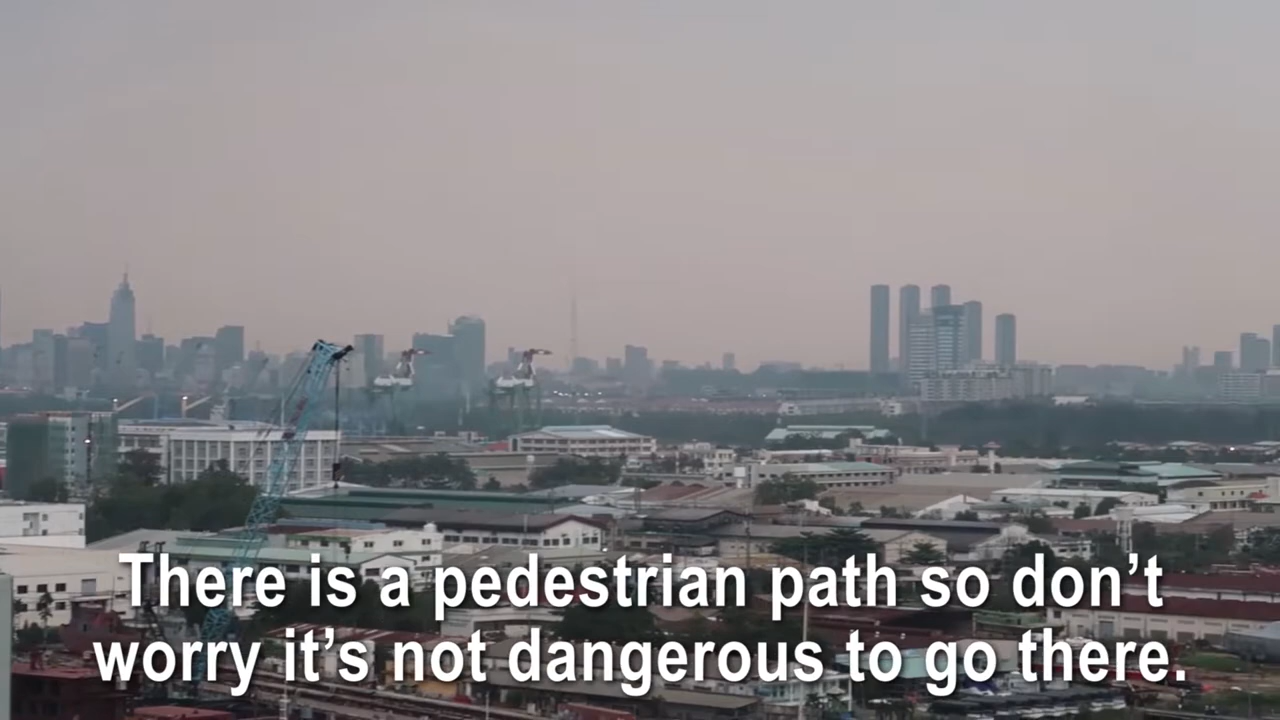 There is a pedestrian path so don’t
worry it’s not dangerous to go there.